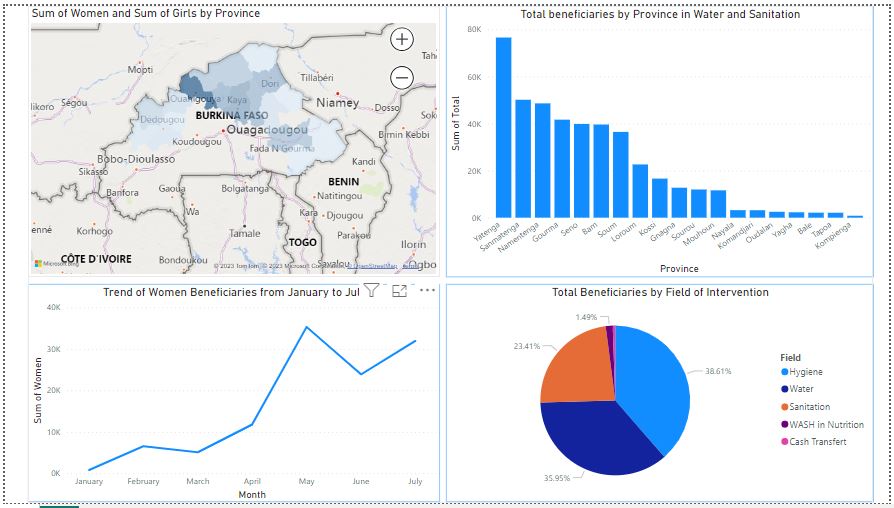 Sum of Women and Sum of Girls by Province
Mopti
Tillabéri
Dori
Ségou
Ouahigouya
Kaya
Niamey
Dosso
BURKINA FASO
Dédougou
Ouagadougou
Birnin Kebbi
Koudougou
Fada N'Gourma
Bobo-Dioulasso
Sikasso
Kandi
BENIN
Banfora
Gaoua
Bolgatanga
Natitingou
Wa
Kara
Djougou
Korhogo
Tamale
Parakou
TOGO
Ilorin
CÔTE D'IVOIRE
Bondoukou
Microsoft Bing
© 2023 TomTom, © 2023 Microsoft Corporation, © OpenStreetMap Terms
Total beneficiaries by Province in Water and Sanitation
Sum of Total
80K
60K
40K
20K
0K
Yatenga
Sanmatenga
Namentenga
Gourma
Seno
Bam
Soum
Loroum
Kossi
Gnagna
Sourou
Mouhoun
Nayala
Komandjari
Oudalan
Yagha
Bale
Tapoa
Kompienga
Province
Trend of Women Beneficiaries from January to Jul
Sum of Women
40K
30K
20K
10K
0K
January
February
March
April
May
June
July
Month
Total Beneficiaries by Field of Intervention
1.49%
23.41%
38.61%
35.95%
Field
Hygiene
Water
Sanitation
WASH in Nutrition
Cash Transfert